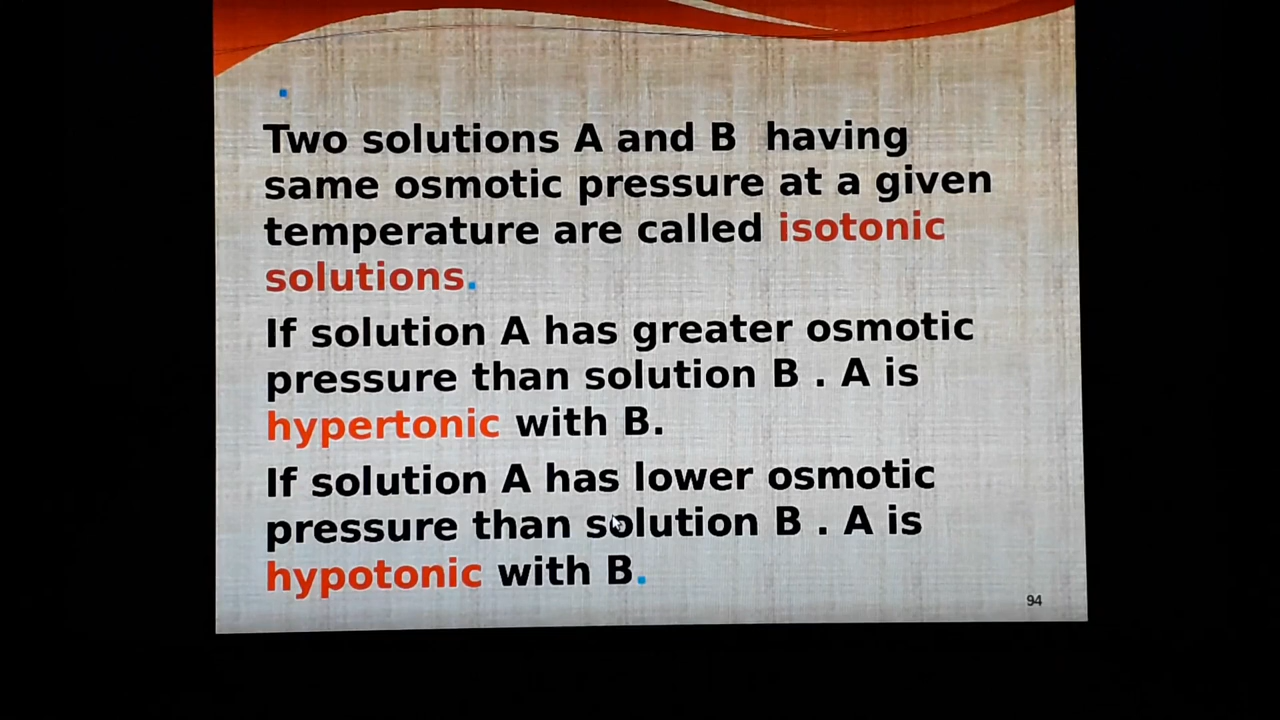 Two solutions A and B having
same osmotic pressure at a given
temperature are called isotonic
solutions.
If solution A has greater osmotic
pressure than solution B . A is
hypertonic with B.
If solution A has lower osmotic
pressure than solution B . A is
hypotonic with B.
94